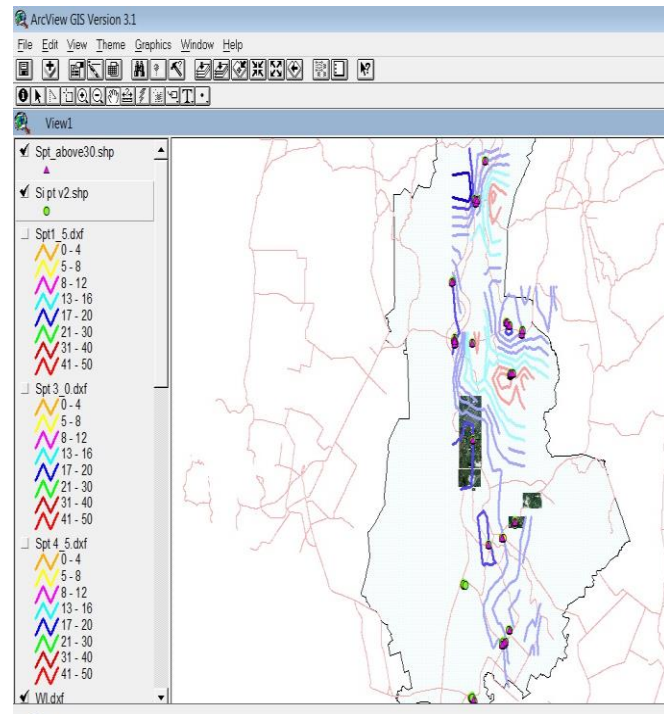 ArcView GIS Version 3.1
File Edit View Theme Graphics Window Help
View1
Spt_above30.shp
Si pt v2.shp
Spt1_5.dxf
0 - 4
5 - 8
8 - 12
13 - 16
17 - 20
21 - 30
31 - 40
41 - 50
Spt 3_0.dxf
0 - 4
5 - 8
8 - 12
13 - 16
17 - 20
21 - 30
31 - 40
41 - 50
Spt 4_5.dxf
0 - 4
5 - 8
8 - 12
13 - 16
17 - 20
21 - 30
31 - 40
41 - 50
Wl.dxf